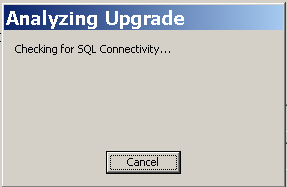 Analyzing Upgrade
Checking for SQL Connectivity...
Cancel